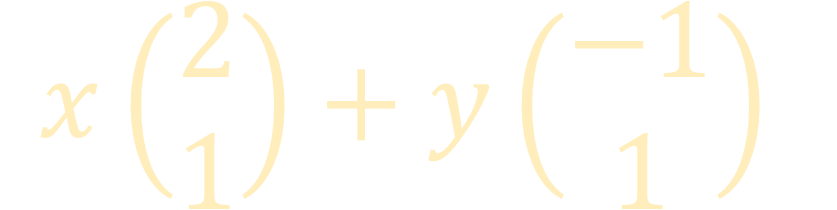 x(2 1) + y(−1 1)